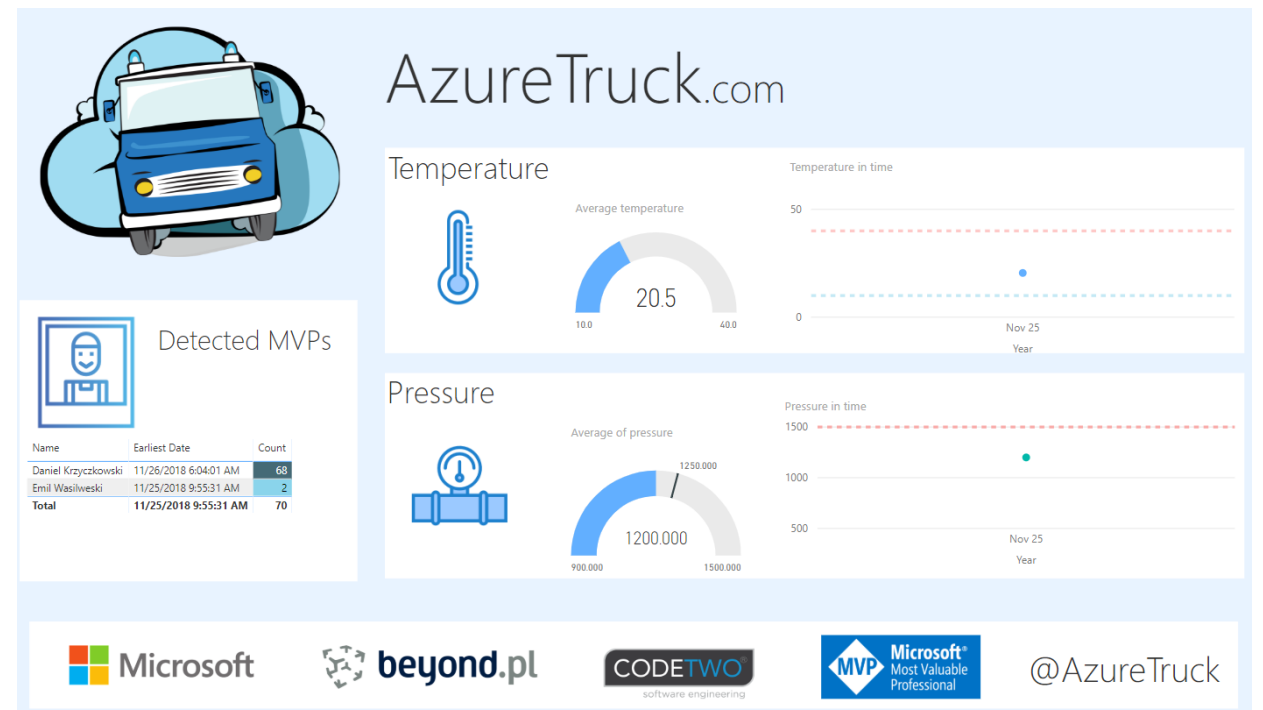 AzureTruck.com
Temperature
Average temperature
20.5
10.0 40.0
Temperature in time
50
0
Nov 25
Year
Detected MVPs
Name Earliest Date Count
Daniel Krzyczkowski 11/26/2018 6:04:01 AM 68
Emil Wasilweski 11/25/2018 9:55:31 AM 2
Total 11/25/2018 9:55:31 AM 70
Pressure
Average of pressure
1250.000
1200.000
900.000 1500.000
Pressure in time
1500
1000
500
Nov 25
Year
Microsoft
beyond.pl
CODETWO®
software engineering
MVP
Microsoft®
Most Valuable
Professional
@AzureTruck